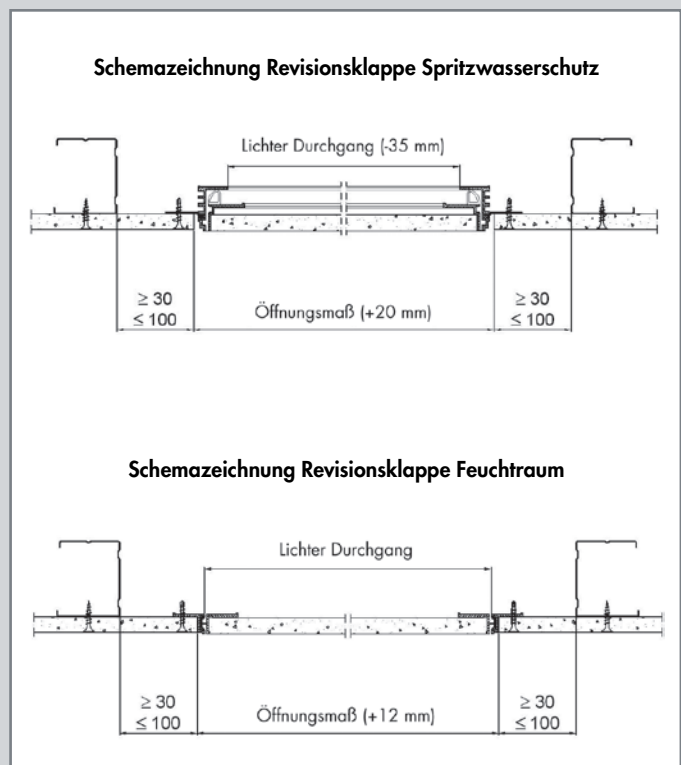 Schemazeichnung Revisionsklappe Spritzwasserschutz
Lichter Durchgang (-35 mm)
≥ 30
≤ 100
Öffnungsmaß (+20 mm)
≥ 30
≤ 100
Schemazeichnung Revisionsklappe Feuchtraum
Lichter Durchgang
≥ 30
≤ 100
Öffnungsmaß (+12 mm)
≥ 30
≤ 100